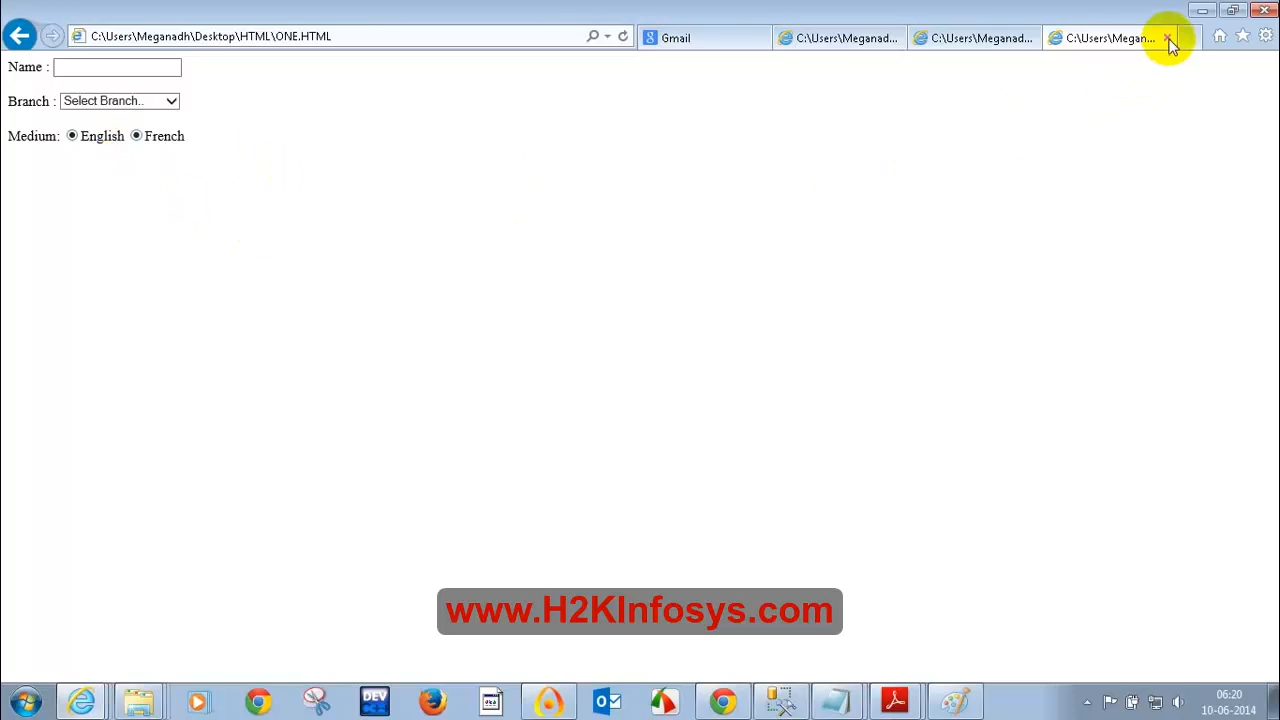 C:\Users\Meganadh\Desktop\HTML\ONE.HTML
Gmail
C:\Users\Meganad...
C:\Users\Meganad...
C:\Users\Megan...
Name :
Branch : Select Branch..
Medium: English French
www.H2KInfosys.com
DEV
06:20
10-06-2014